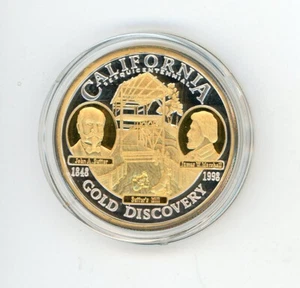 CALIFORNIA
SESQUICENTENNIAL
John A. Sutter
James W. Marshall
1848
1998
Sutter's Mill
GOLD DISCOVERY